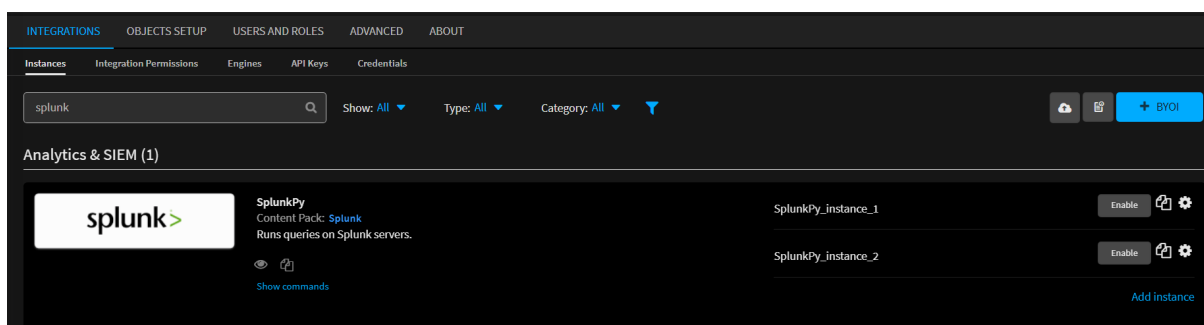 INTEGRATIONS OBJECTS SETUP USERS AND ROLES ADVANCED ABOUT
Instances Integration Permissions Engines API Keys Credentials
splunk Show: All Type: All Category: All + BYOI
Analytics & SIEM (1)
splunk>
SplunkPy
Content Pack: Splunk
Runs queries on Splunk servers.
Show commands
SplunkPy_instance_1 Enable
SplunkPy_instance_2 Enable
Add instance